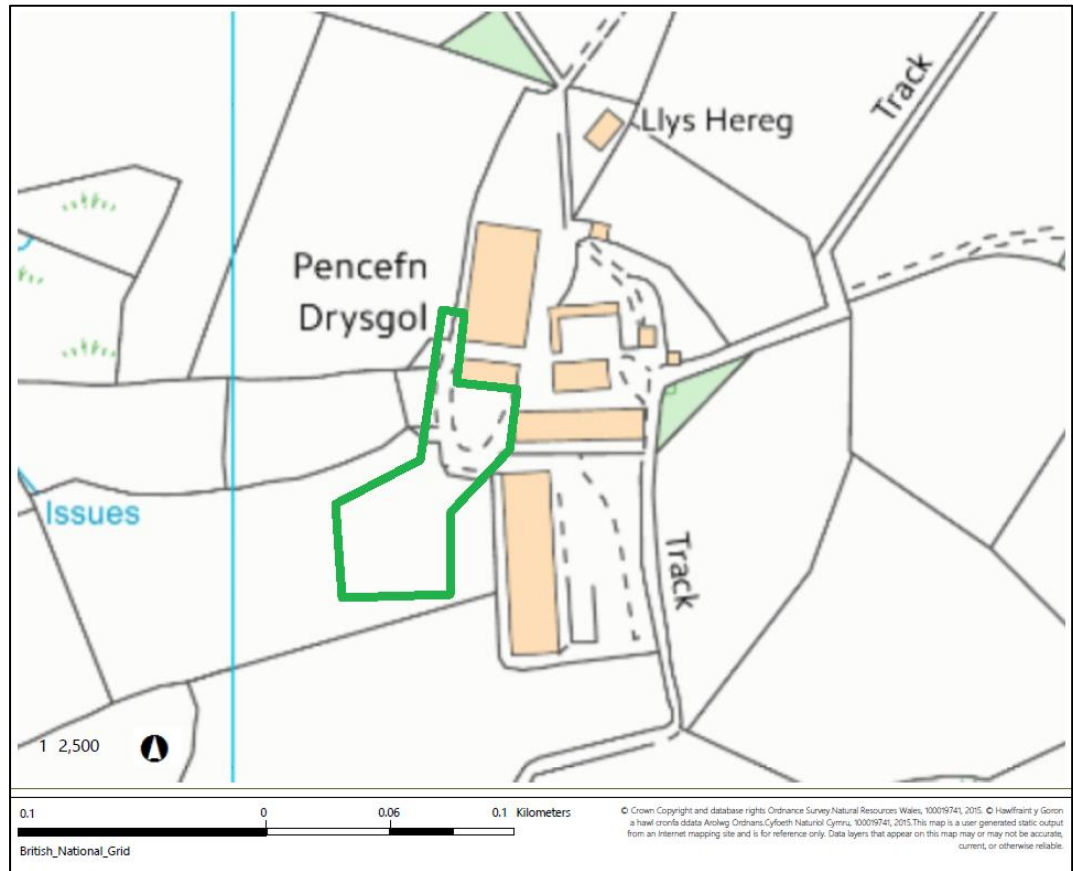 Llys Hereg
Track
Pencefn
Drysgol
Issues
Track
1 2,500
0.1 0 0.06 0.1 Kilometers
British_National_Grid
© Crown Copyright and database rights Ordnance Survey.Natural Resources Wales, 100019741, 2015. © Hawlfraint y Goron
a hawl cronfa ddata Arolwg Ordnans.Cyfoeth Naturiol Cymru, 100019741, 2015.This map is a user generated static output
from an Internet mapping site and is for reference only. Data layers that appear on this map may or may not be accurate,
current, or otherwise reliable.